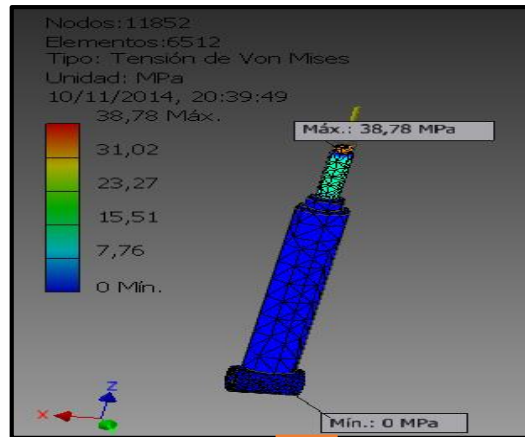 Nodos:11852
Elementos:6512
Tipo: Tensión de Von Mises
Unidad: MPa
10/11/2014, 20:39:49
38,78 Máx.
Máx.: 38,78 MPa
31,02
23,27
15,51
7,76
0 Mín.
Z
X
Mín.: 0 MPa